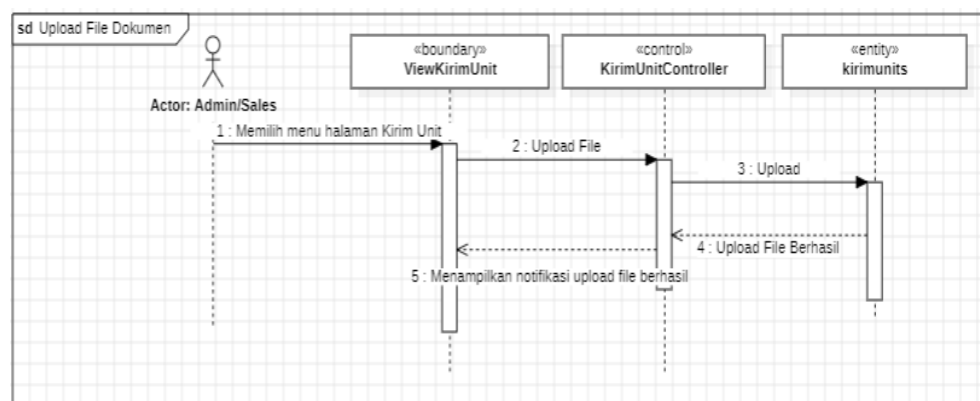 sd Upload File Dokumen
«boundary»
ViewKirimUnit
«control»
KirimUnitController
«entity»
kirimunits
Actor: Admin/Sales
1 : Memilih menu halaman Kirim Unit
2 : Upload File
3 : Upload
4 : Upload File Berhasil
5 : Menampilkan notifikasi upload file berhasil